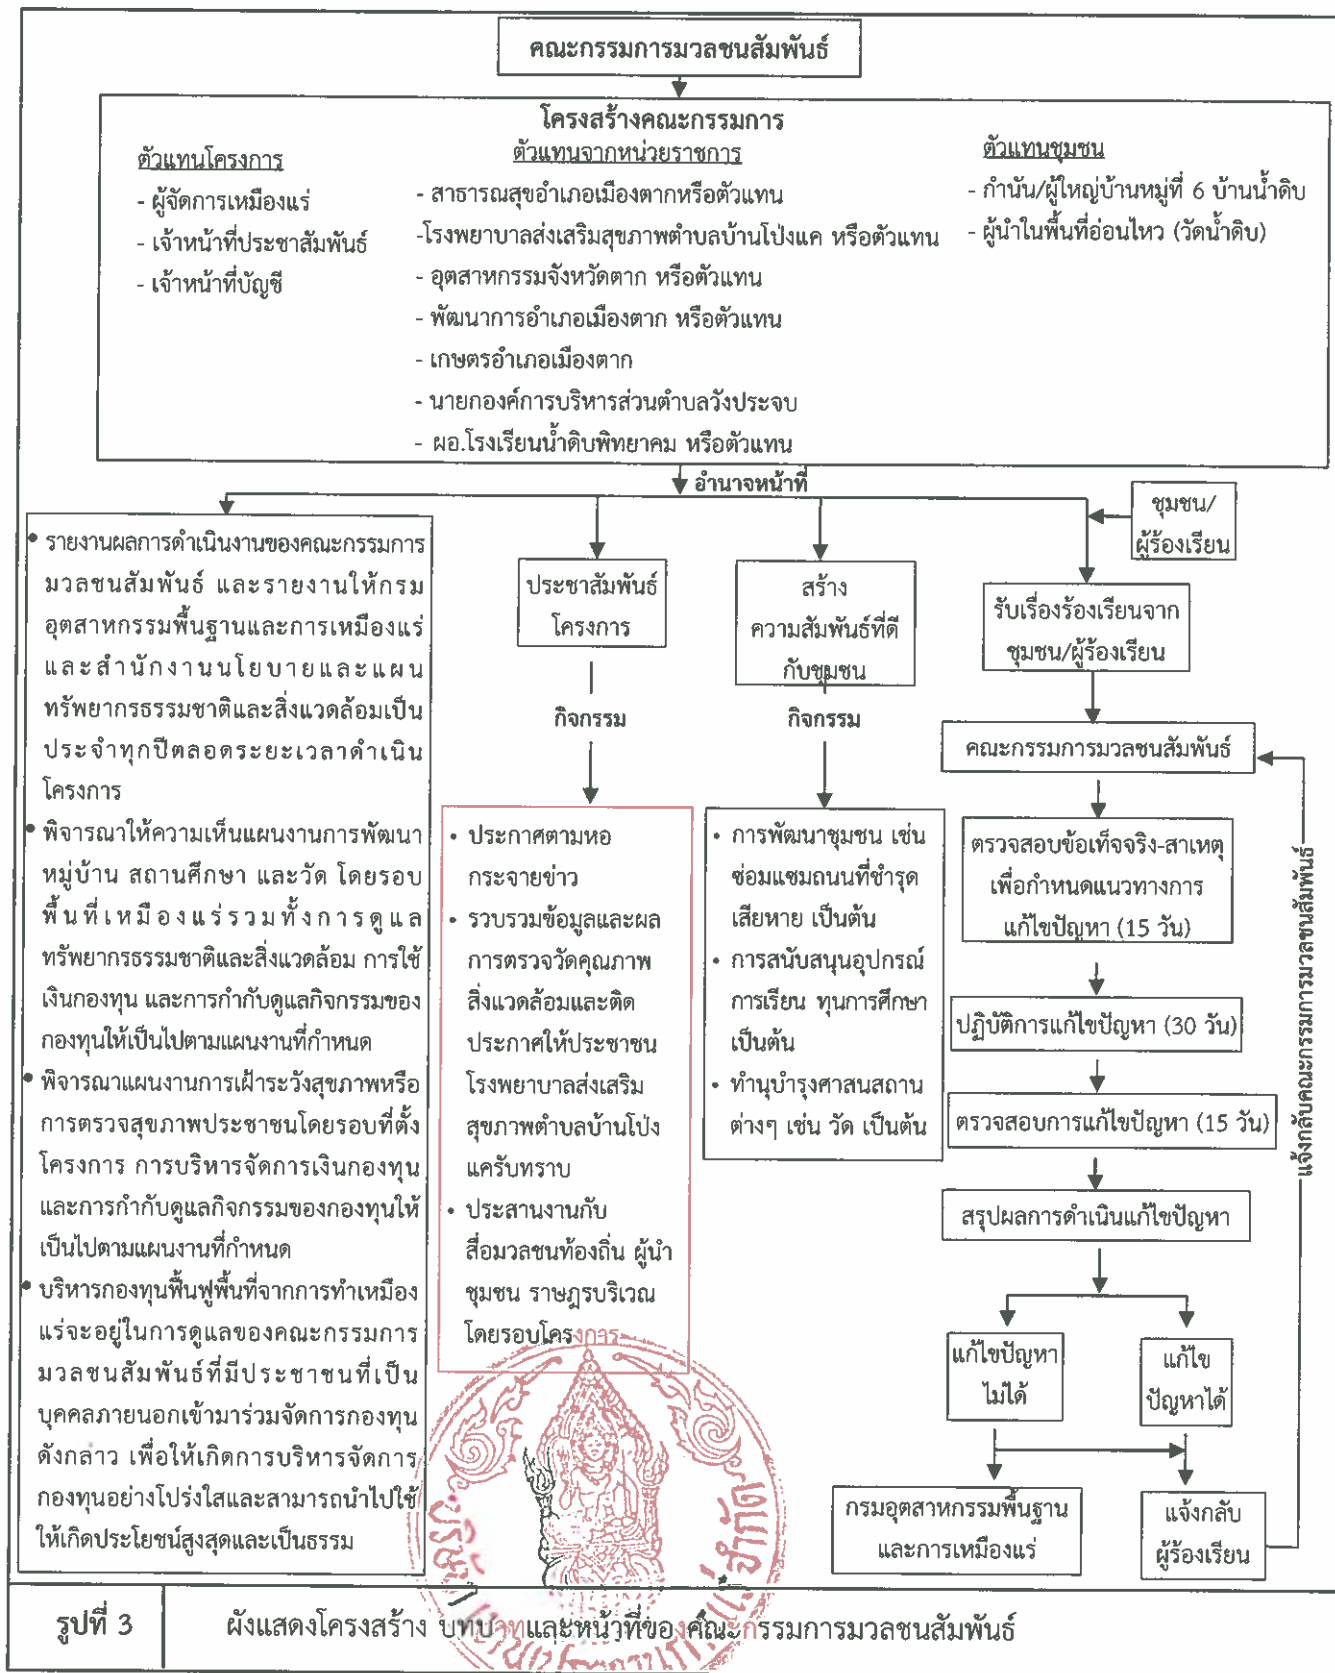 คณะกรรมการมวลชนสัมพันธ์
โครงสร้างคณะกรรมการ
ตัวแทนโครงการ
- ผู้จัดการเหมืองแร่
- เจ้าหน้าที่ประชาสัมพันธ์
- เจ้าหน้าที่บัญชี
ตัวแทนจากหน่วยราชการ
- สาธารณสุขอำเภอเมืองตากหรือตัวแทน
-โรงพยาบาลส่งเสริมสุขภาพตำบลบ้านโป่งแค หรือตัวแทน
- อุตสาหกรรมจังหวัดตาก หรือตัวแทน
- พัฒนาการอำเภอเมืองตาก หรือตัวแทน
- เกษตรอำเภอเมืองตาก
- นายกองค์การบริหารส่วนตำบลวังประจบ
- ผอ.โรงเรียนน้ำดิบพิทยาคม หรือตัวแทน
ตัวแทนชุมชน
- กำนัน/ผู้ใหญ่บ้านหมู่ที่ 6 บ้านน้ำดิบ
- ผู้นำในพื้นที่อ่อนไหว (วัดน้ำดิบ)
อำนาจหน้าที่
• รายงานผลการดำเนินงานของคณะกรรมการ
มวลชนสัมพันธ์ และรายงานให้กรม
อุตสาหกรรมพื้นฐานและการเหมืองแร่
และสำนักงานนโยบายและแผน
ทรัพยากรธรรมชาติและสิ่งแวดล้อมเป็น
ประจำทุกปีตลอดระยะเวลาดำเนิน
โครงการ
• พิจารณาให้ความเห็นแผนงานการพัฒนา
หมู่บ้าน สถานศึกษา และวัด โดยรอบ
พื้นที่เหมืองแร่รวมทั้งการดูแล
ทรัพยากรธรรมชาติและสิ่งแวดล้อม การใช้
เงินกองทุน และการกำกับดูแลกิจกรรมของ
กองทุนให้เป็นไปตามแผนงานที่กำหนด
• พิจารณาแผนงานการเฝ้าระวังสุขภาพหรือ
การตรวจสุขภาพประชาชนโดยรอบที่ตั้ง
โครงการ การบริหารจัดการเงินกองทุน
และการกำกับดูแลกิจกรรมของกองทุนให้
เป็นไปตามแผนงานที่กำหนด
• บริหารกองทุนฟื้นฟูพื้นที่จากการทำเหมือง
แร่จะอยู่ในการดูแลของคณะกรรมการ
มวลชนสัมพันธ์ที่มีประชาชนที่เป็น
บุคคลภายนอกเข้ามาร่วมจัดการกองทุน
ดังกล่าว เพื่อให้เกิดการบริหารจัดการ
กองทุนอย่างโปร่งใสและสามารถนำไปใช้
ให้เกิดประโยชน์สูงสุดและเป็นธรรม
ประชาสัมพันธ์
โครงการ
กิจกรรม
• ประกาศตามหอ
กระจายข่าว
• รวบรวมข้อมูลและผล
การตรวจวัดคุณภาพ
สิ่งแวดล้อมและติด
ประกาศให้ประชาชน
โรงพยาบาลส่งเสริม
สุขภาพตำบลบ้านโป่ง
แครับทราบ
• ประสานงานกับ
สื่อมวลชนท้องถิ่น ผู้นำ
ชุมชน ราษฎรบริเวณ
โดยรอบโครงการ
สร้าง
ความสัมพันธ์ที่ดี
กับชุมชน
กิจกรรม
• การพัฒนาชุมชน เช่น
ซ่อมแซมถนนที่ชำรุด
เสียหาย เป็นต้น
• การสนับสนุนอุปกรณ์
การเรียน ทุนการศึกษา
เป็นต้น
• ทำนุบำรุงศาสนสถาน
ต่างๆ เช่น วัด เป็นต้น
ชุมชน/
ผู้ร้องเรียน
รับเรื่องร้องเรียนจาก
ชุมชน/ผู้ร้องเรียน
คณะกรรมการมวลชนสัมพันธ์
ตรวจสอบข้อเท็จจริง-สาเหตุ
เพื่อกำหนดแนวทางการ
แก้ไขปัญหา (15 วัน)
ปฏิบัติการแก้ไขปัญหา (30 วัน)
ตรวจสอบการแก้ไขปัญหา (15 วัน)
สรุปผลการดำเนินแก้ไขปัญหา
แก้ไขปัญหา
ไม่ได้
แก้ไข
ปัญหาได้
กรมอุตสาหกรรมพื้นฐาน
และการเหมืองแร่
แจ้งกลับ
ผู้ร้องเรียน
แจ้งกลับคณะกรรมการมวลชนสัมพันธ์
รูปที่ 3
ผังแสดงโครงสร้าง บทบาทและหน้าที่ของคณะกรรมการมวลชนสัมพันธ์